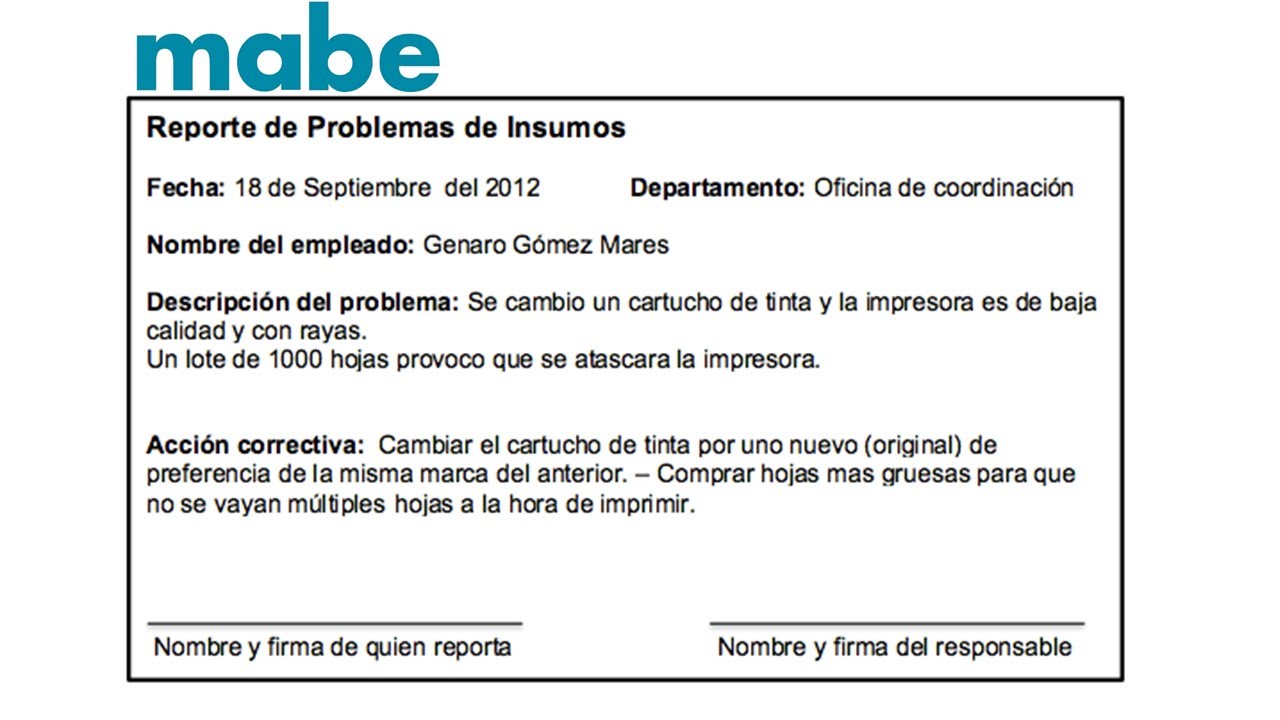 mabe
Reporte de Problemas de Insumos
Fecha: 18 de Septiembre del 2012 Departamento: Oficina de coordinación
Nombre del empleado: Genaro Gómez Mares
Descripción del problema: Se cambio un cartucho de tinta y la impresora es de baja
calidad y con rayas.
Un lote de 1000 hojas provoco que se atascara la impresora.
Acción correctiva: Cambiar el cartucho de tinta por uno nuevo (original) de
preferencia de la misma marca del anterior. – Comprar hojas mas gruesas para que
no se vayan múltiples hojas a la hora de imprimir.
Nombre y firma de quien reporta Nombre y firma del responsable